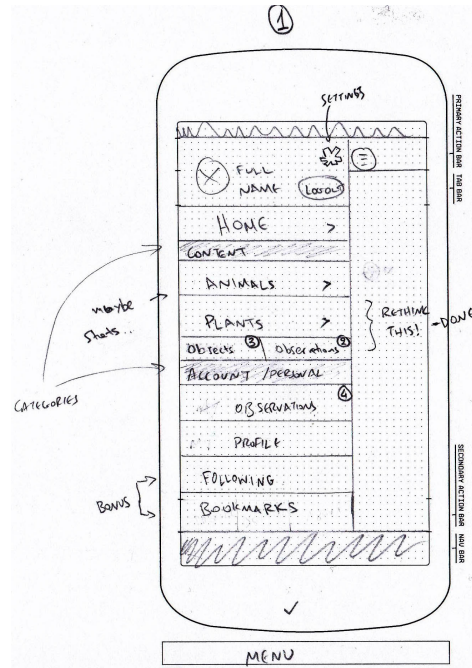 1
SETTINGS
FULL
NAME
LOGOUT
HOME >
CONTENT
ANIMALS >
maybe
stats..
PLANTS >
RETHINK
THIS!
DONE
Objects 3
Observations 2
ACCOUNT / PERSONAL
CATEGORIES
4
OBSERVATIONS
PROFILE
FOLLOWING
BONUS
BOOKMARKS
MENU
PRIMARY ACTION BAR
TAB BAR
SECONDARY ACTION BAR
NAV BAR